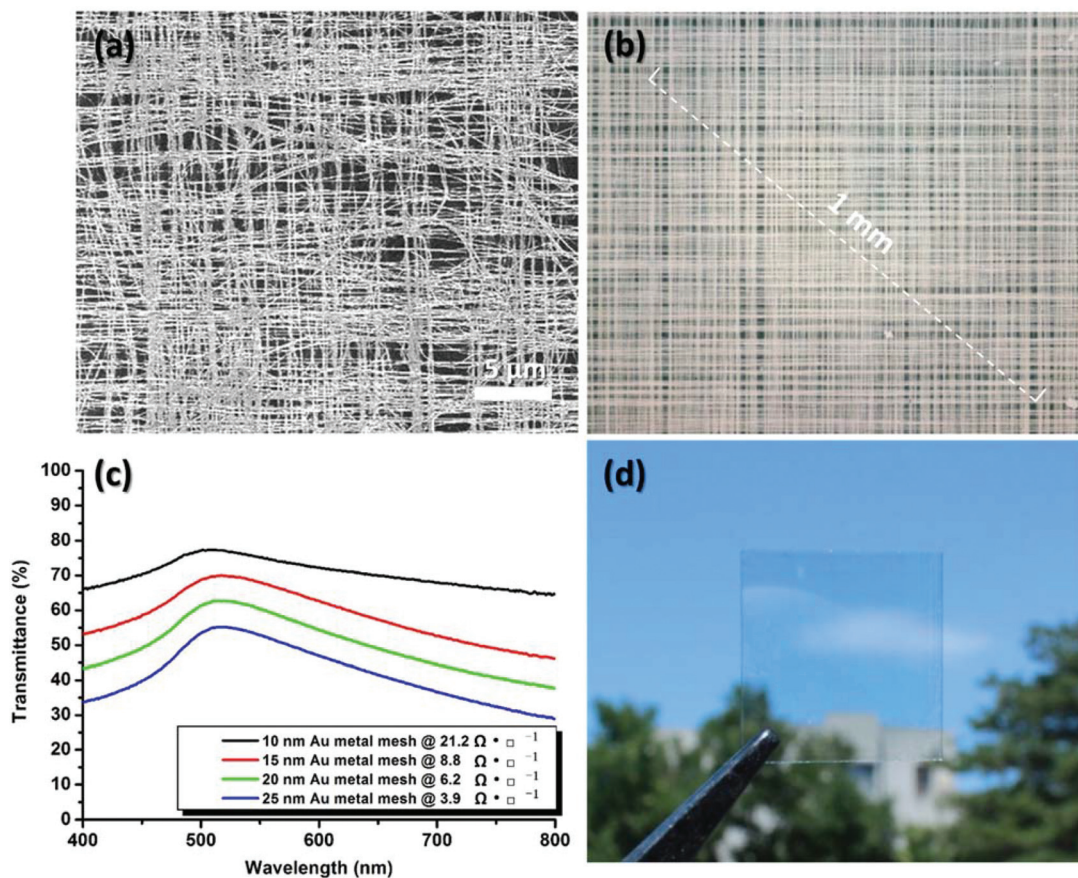 (a)
5 µm
(b)
1 mm
(c)
Transmittance (%)
100
90
80
70
60
50
40
30
20
10
0
400
500
600
700
800
Wavelength (nm)
10 nm Au metal mesh @ 21.2 Ω • □ ⁻¹
15 nm Au metal mesh @ 8.8 Ω • □ ⁻¹
20 nm Au metal mesh @ 6.2 Ω • □ ⁻¹
25 nm Au metal mesh @ 3.9 Ω • □ ⁻¹
(d)